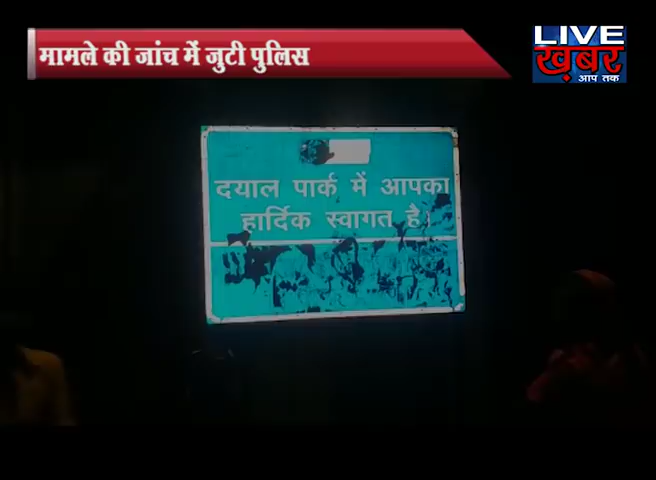 मामले की जांच में जुटी पुलिस
LIVE
ख़बर
आप तक
दयाल पार्क में आपका
हार्दिक स्वागत है।